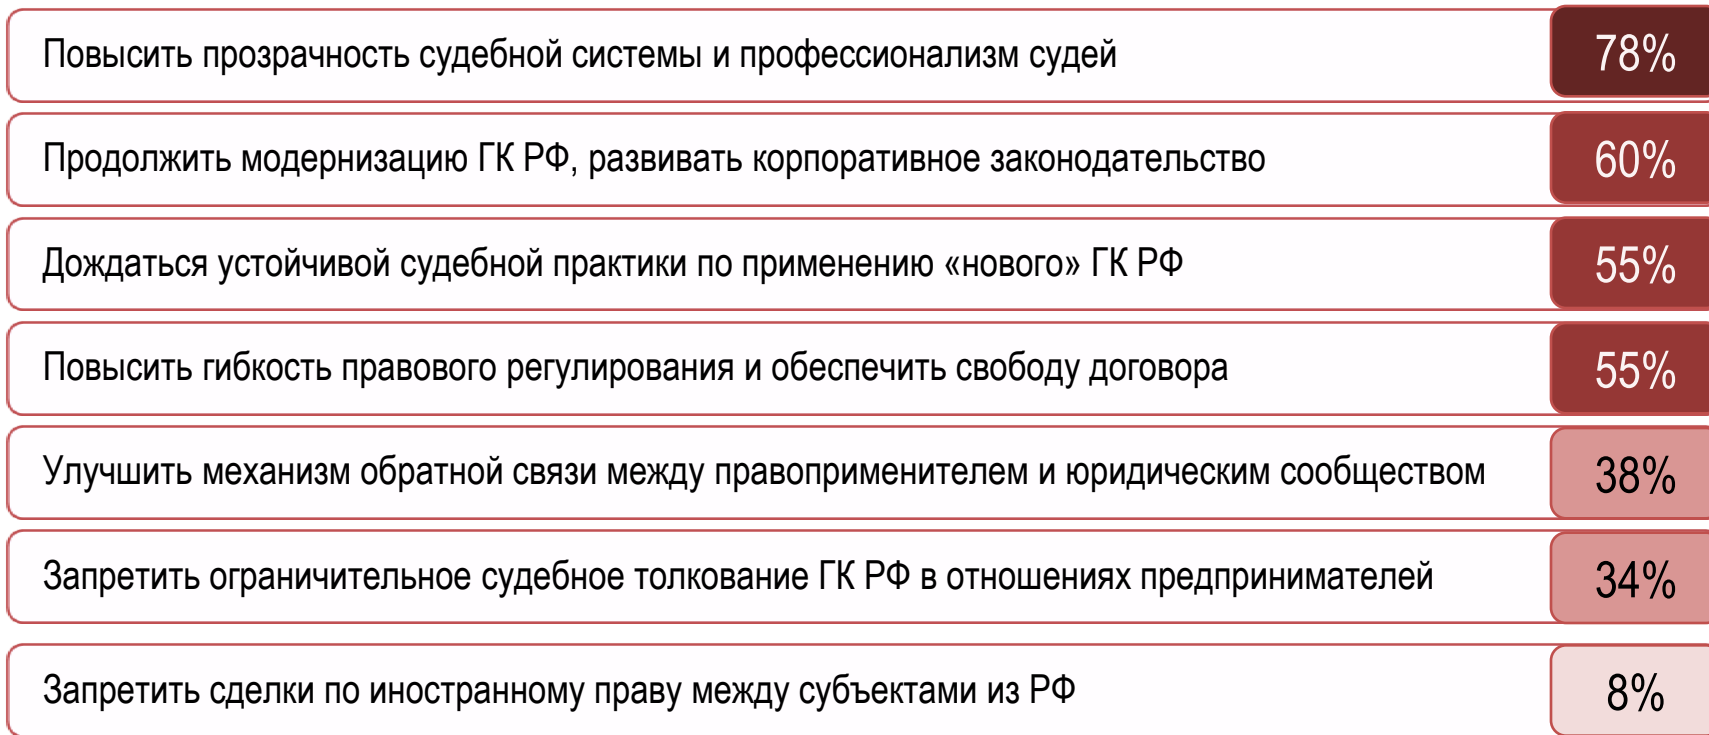 Повысить прозрачность судебной системы и профессионализм судей 78%
Продолжить модернизацию ГК РФ, развивать корпоративное законодательство 60%
Дождаться устойчивой судебной практики по применению «нового» ГК РФ 55%
Повысить гибкость правового регулирования и обеспечить свободу договора 55%
Улучшить механизм обратной связи между правоприменителем и юридическим сообществом 38%
Запретить ограничительное судебное толкование ГК РФ в отношениях предпринимателей 34%
Запретить сделки по иностранному праву между субъектами из РФ 8%